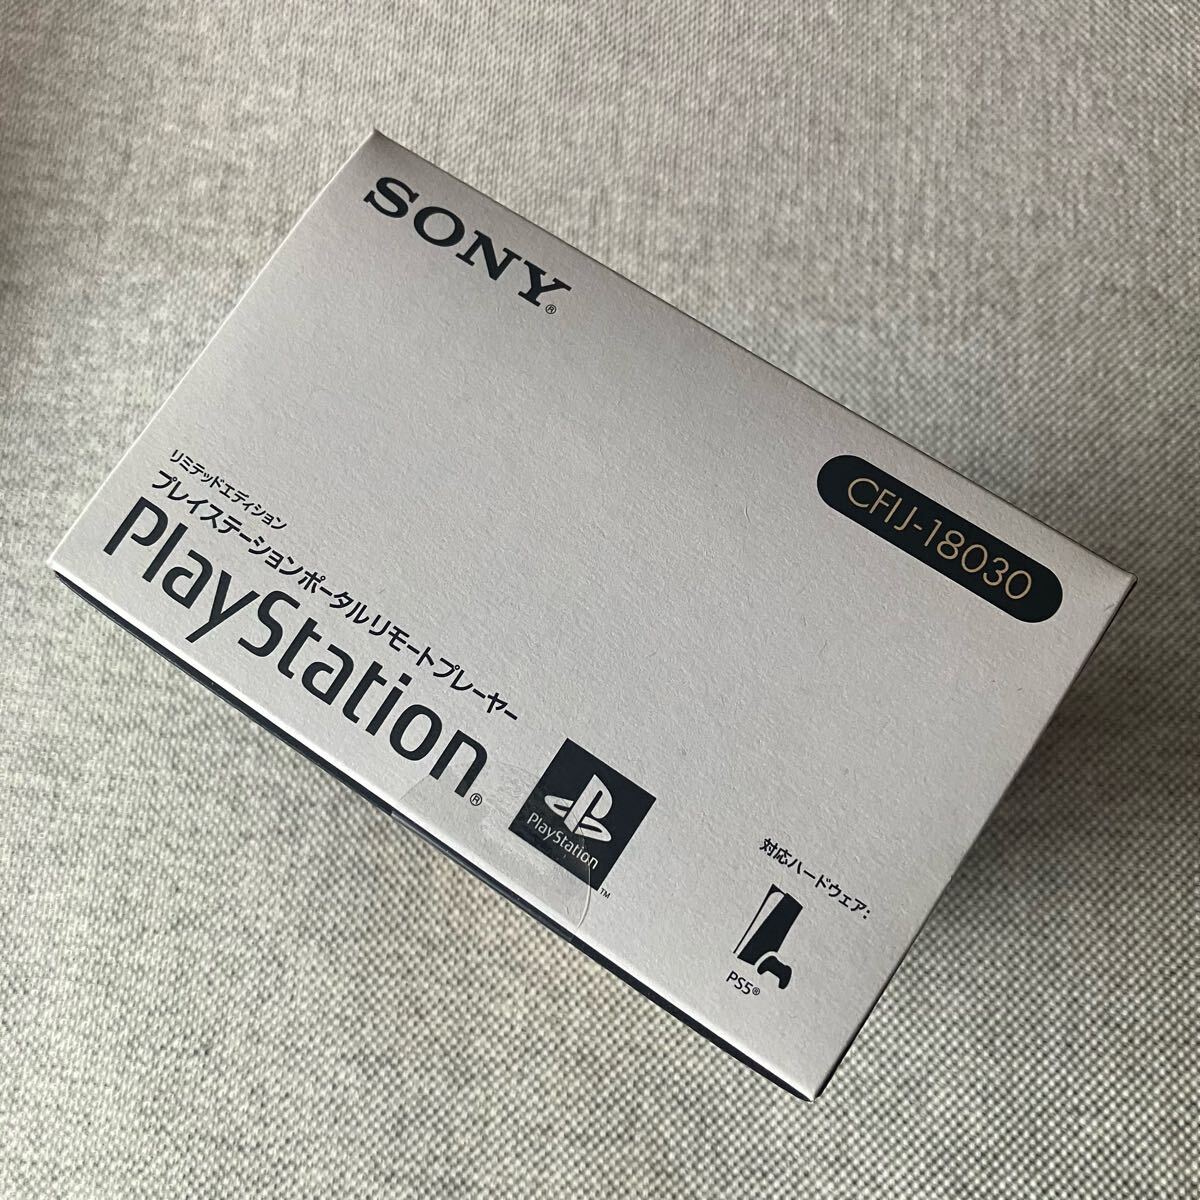 SONY®
CFIJ-18030
リミテッドエディション
プレイステーションポータルリモートプレーヤー
PlayStation®
PlayStation
TM
対応ハードウェア:
PS5®